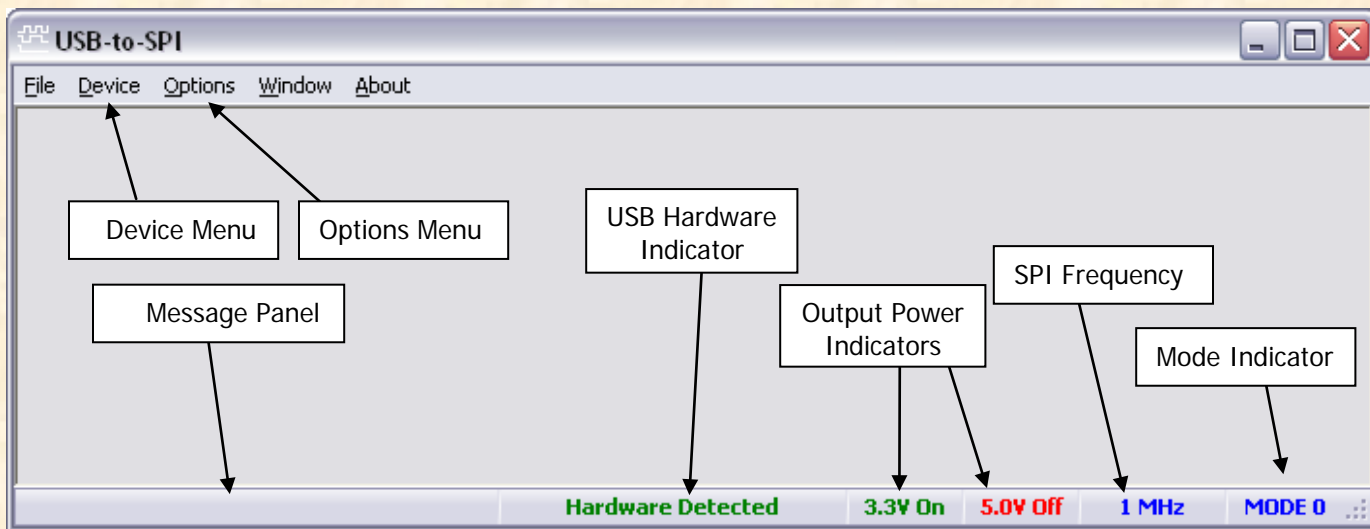 USB-to-SPI
File Device Options Window About
Device Menu
Options Menu
USB Hardware
Indicator
Message Panel
Output Power
Indicators
SPI Frequency
Mode Indicator
Hardware Detected 3.3V On 5.0V Off 1 MHz MODE 0